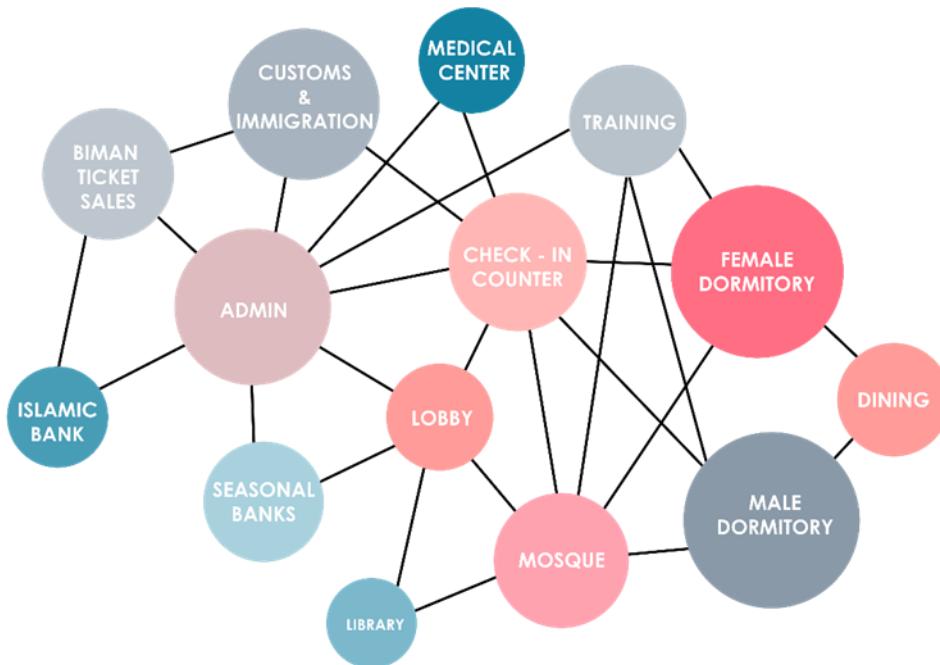 CUSTOMS
&
IMMIGRATION
MEDICAL
CENTER
TRAINING
BIMAN
TICKET
SALES
CHECK - IN
COUNTER
FEMALE
DORMITORY
ADMIN
ISLAMIC
BANK
LOBBY
DINING
SEASONAL
BANKS
MALE
DORMITORY
MOSQUE
LIBRARY